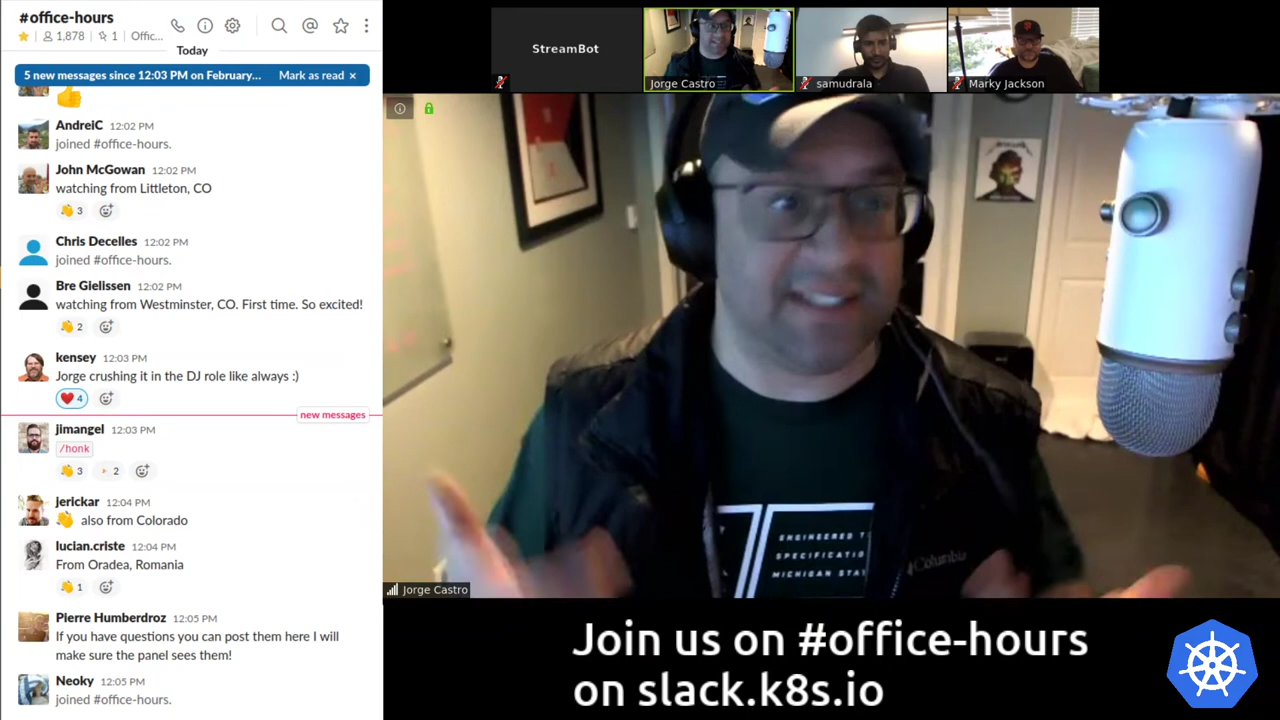 #office-hours
1,878
1
Offic...
Today
5 new messages since 12:03 PM on February... Mark as read ×
AndreiC 12:02 PM
joined #office-hours.
John McGowan 12:02 PM
watching from Littleton, CO
3
Chris Decelles 12:02 PM
joined #office-hours.
Bre Gielissen 12:02 PM
watching from Westminster, CO. First time. So excited!
2
kensey 12:03 PM
Jorge crushing it in the DJ role like always :)
4
new messages
jimangel 12:03 PM
/honk
3 2
jerickar 12:04 PM
also from Colorado
lucian.criste 12:04 PM
From Oradea, Romania
1
Pierre Humberdroz 12:05 PM
If you have questions you can post them here I will
make sure the panel sees them!
Neoky 12:05 PM
joined #office-hours.
StreamBot
Jorge Castro
samudrala
Marky Jackson
ENGINEERED T
SPECIFICATIO
MICHIGAN STA
Columbia
Jorge Castro
Join us on #office-hours
on slack.k8s.io